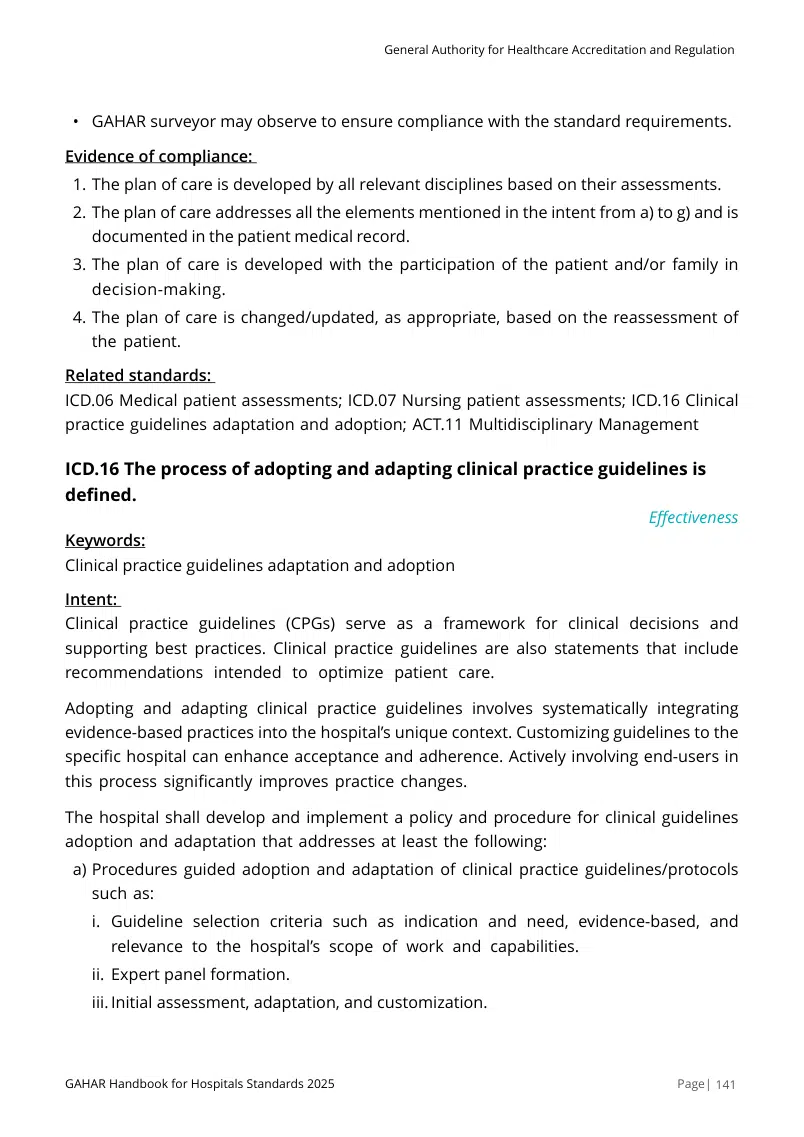 General Authority for Healthcare Accreditation and Regulation
• GAHAR surveyor may observe to ensure compliance with the standard requirements.
Evidence of compliance:
1. The plan of care is developed by all relevant disciplines based on their assessments.
2. The plan of care addresses all the elements mentioned in the intent from a) to g) and is
documented in the patient medical record.
3. The plan of care is developed with the participation of the patient and/or family in
decision-making.
4. The plan of care is changed/updated, as appropriate, based on the reassessment of
the patient.
Related standards:
ICD.06 Medical patient assessments; ICD.07 Nursing patient assessments; ICD.16 Clinical
practice guidelines adaptation and adoption; ACT.11 Multidisciplinary Management
ICD.16 The process of adopting and adapting clinical practice guidelines is
defined.
Effectiveness
Keywords:
Clinical practice guidelines adaptation and adoption
Intent:
Clinical practice guidelines (CPGs) serve as a framework for clinical decisions and
supporting best practices. Clinical practice guidelines are also statements that include
recommendations intended to optimize patient care.
Adopting and adapting clinical practice guidelines involves systematically integrating
evidence-based practices into the hospital’s unique context. Customizing guidelines to the
specific hospital can enhance acceptance and adherence. Actively involving end-users in
this process significantly improves practice changes.
The hospital shall develop and implement a policy and procedure for clinical guidelines
adoption and adaptation that addresses at least the following:
a) Procedures guided adoption and adaptation of clinical practice guidelines/protocols
such as:
i. Guideline selection criteria such as indication and need, evidence-based, and
relevance to the hospital’s scope of work and capabilities.
ii. Expert panel formation.
iii. Initial assessment, adaptation, and customization.
GAHAR Handbook for Hospitals Standards 2025
Page| 141